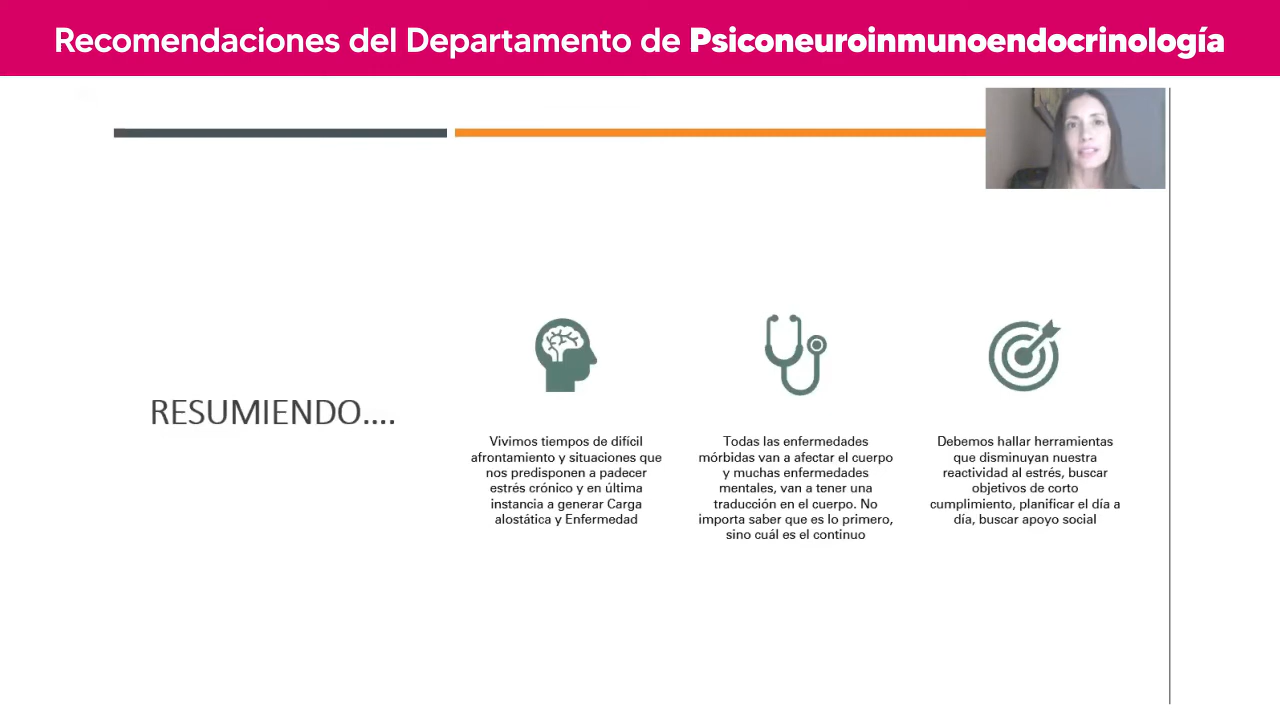 Recomendaciones del Departamento de Psiconeuroinmunoendocrinología
RESUMIENDO....
Vivimos tiempos de difícil
afrontamiento y situaciones que
nos predisponen a padecer
estrés crónico y en última
instancia a generar Carga
alostática y Enfermedad
Todas las enfermedades
mórbidas van a afectar el cuerpo
y muchas enfermedades
mentales, van a tener una
traducción en el cuerpo. No
importa saber que es lo primero,
sino cuál es el continuo
Debemos hallar herramientas
que disminuyan nuestra
reactividad al estrés, buscar
objetivos de corto
cumplimiento, planificar el día a
día, buscar apoyo social